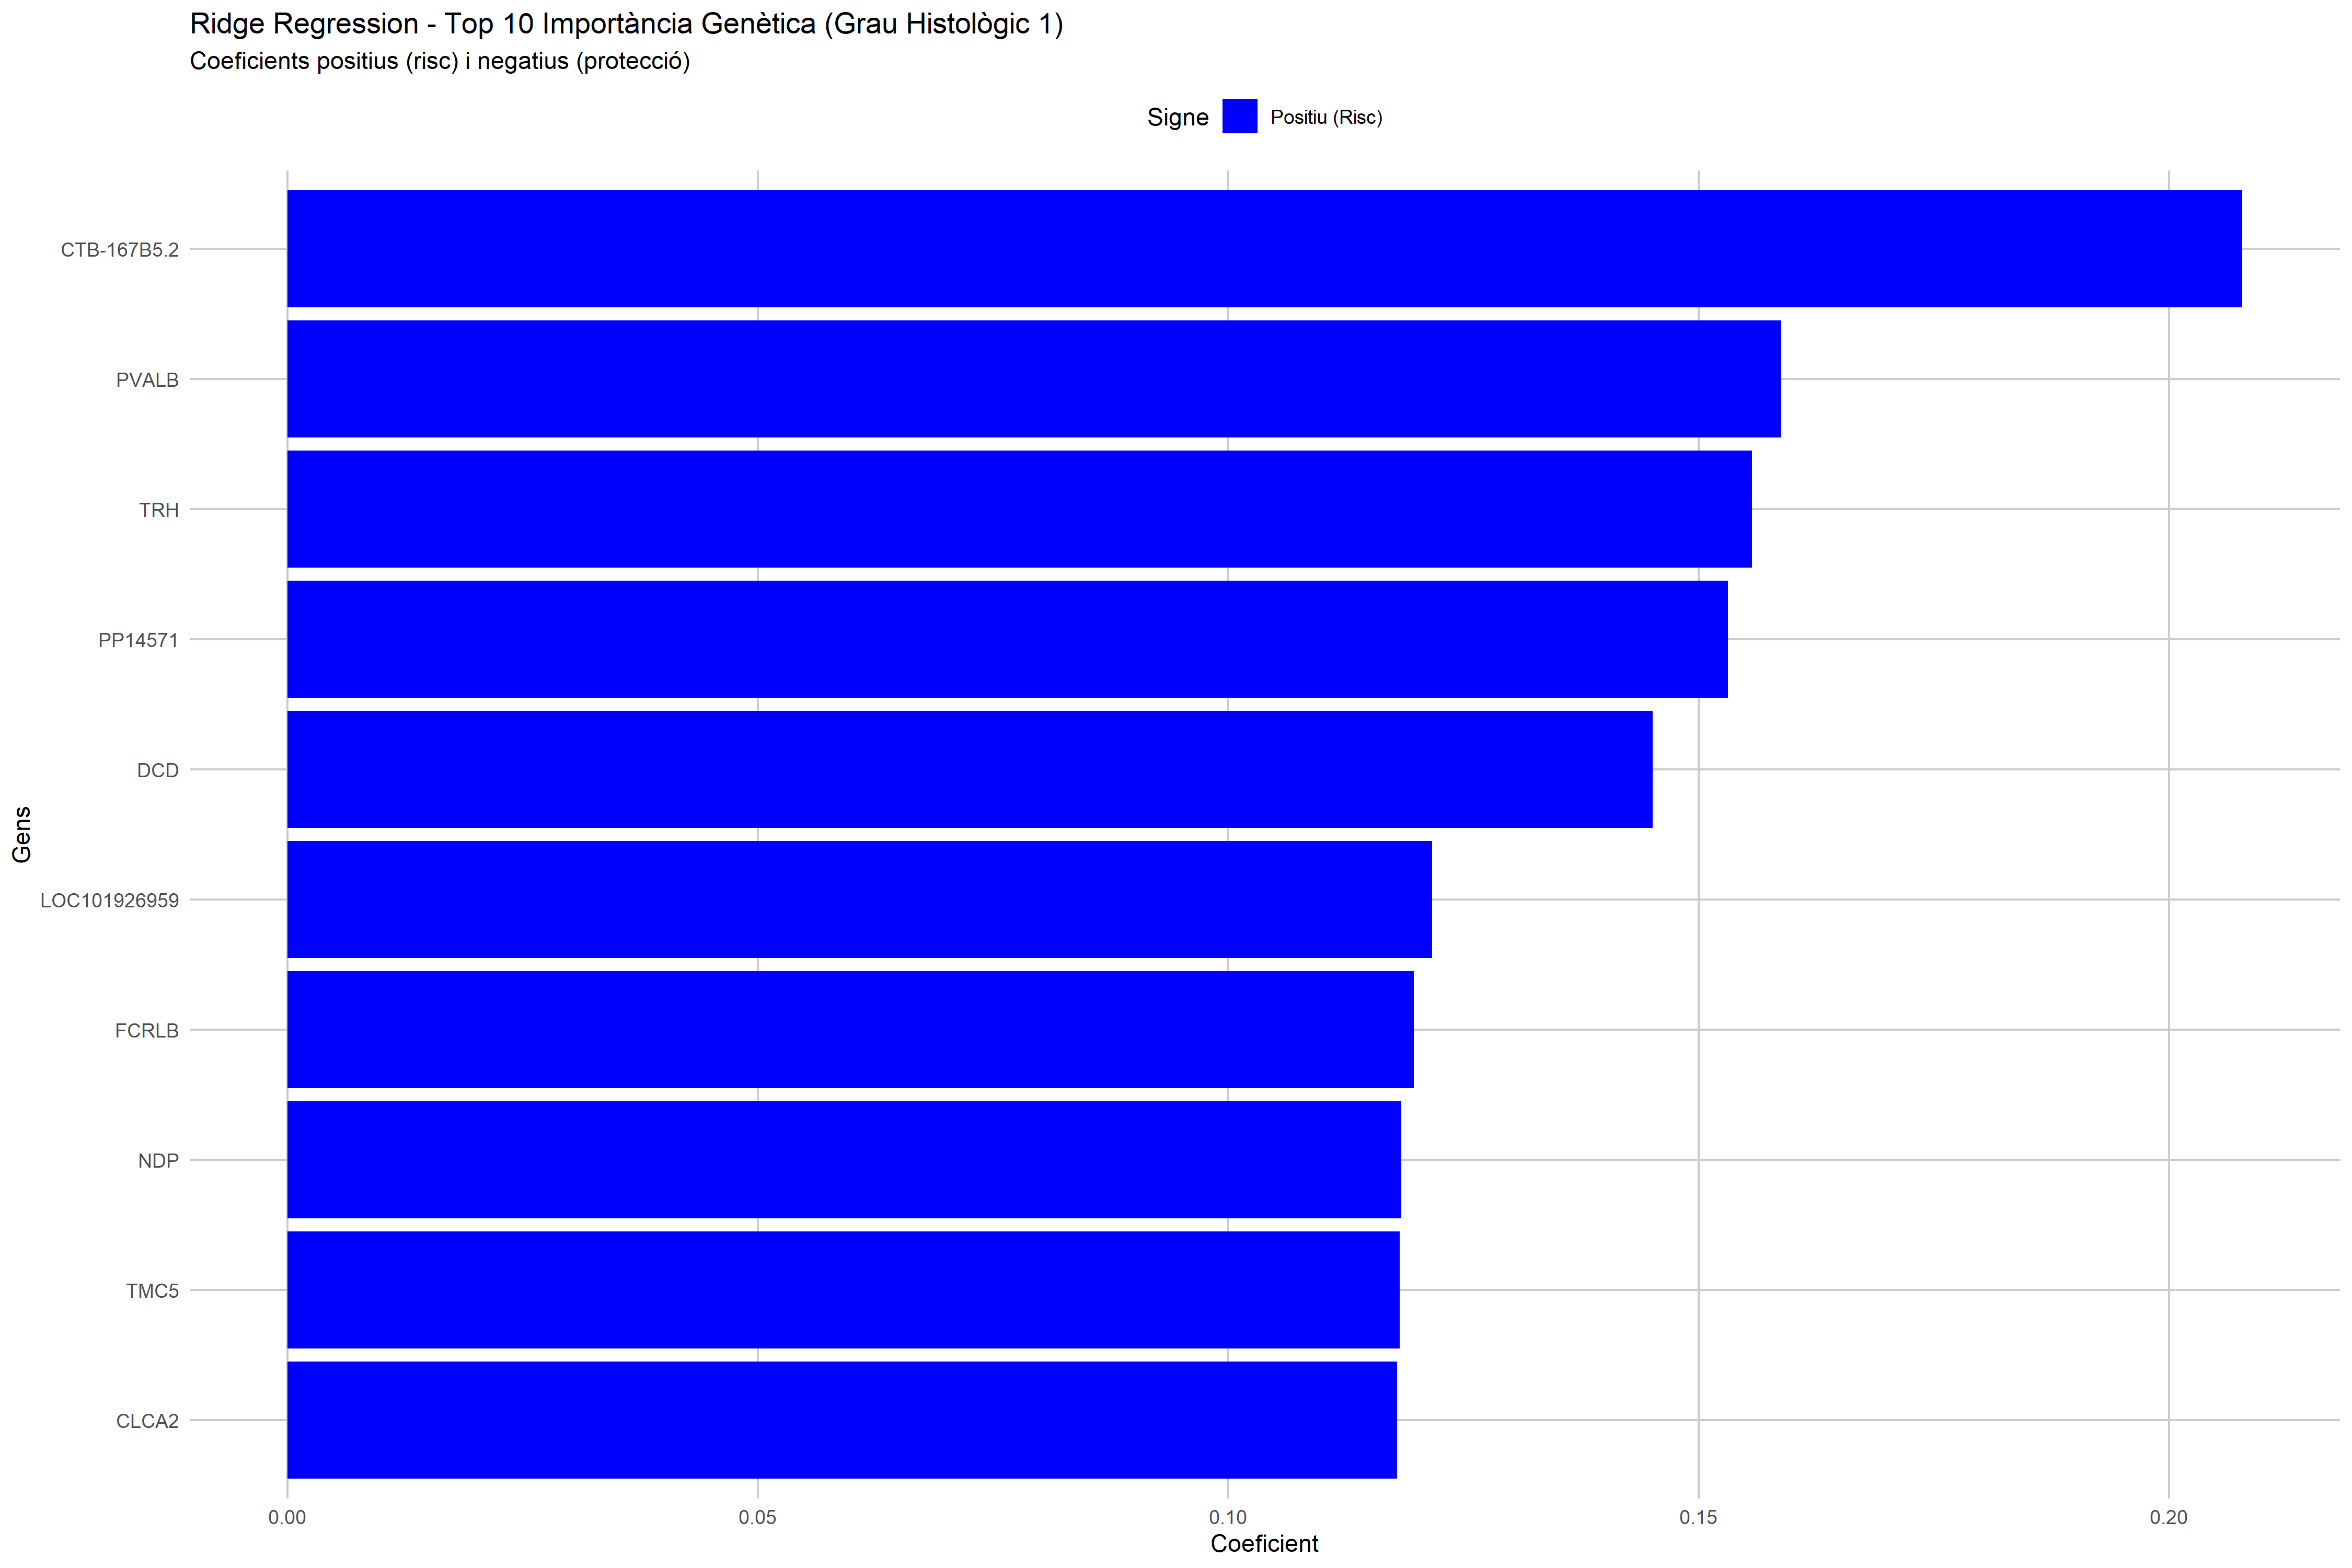 Ridge Regression - Top 10 Importància Genètica (Grau Histològic 1)
Coeficients positius (risc) i negatius (protecció)
Signe Positiu (Risc)
Gens
CTB-167B5.2
PVALB
TRH
PP14571
DCD
LOC101926959
FCRLB
NDP
TMC5
CLCA2
0.00 0.05 0.10 0.15 0.20
Coeficient